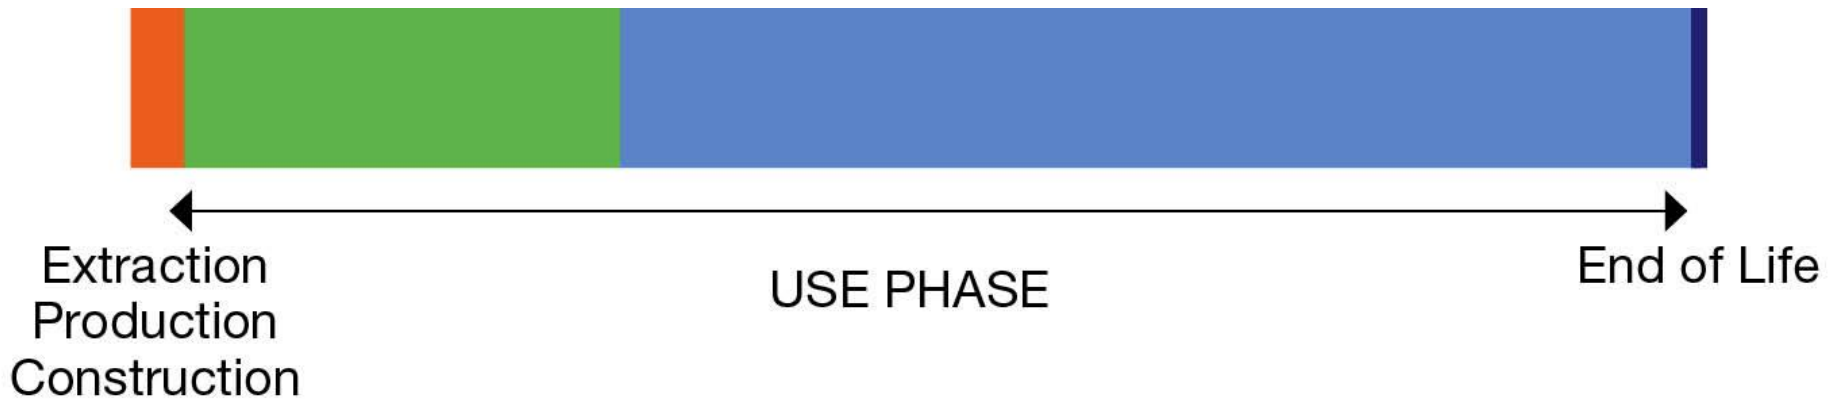 Extraction
Production
Construction
USE PHASE
End of Life